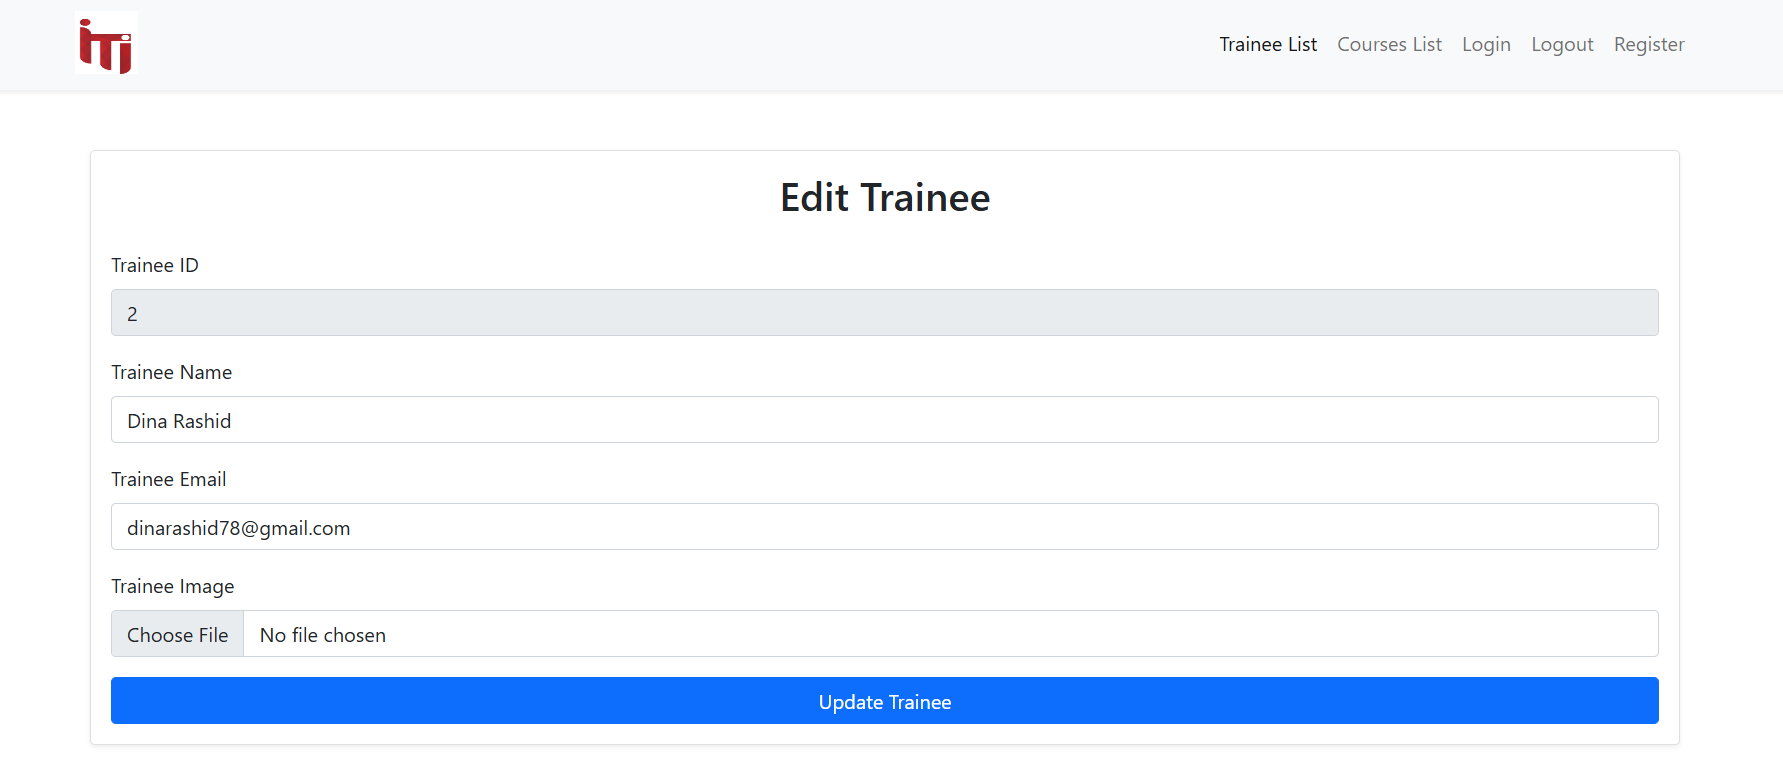 iTi
Trainee List Courses List Login Logout Register
Edit Trainee
Trainee ID
2
Trainee Name
Dina Rashid
Trainee Email
dinarashid78@gmail.com
Trainee Image
Choose File No file chosen
Update Trainee